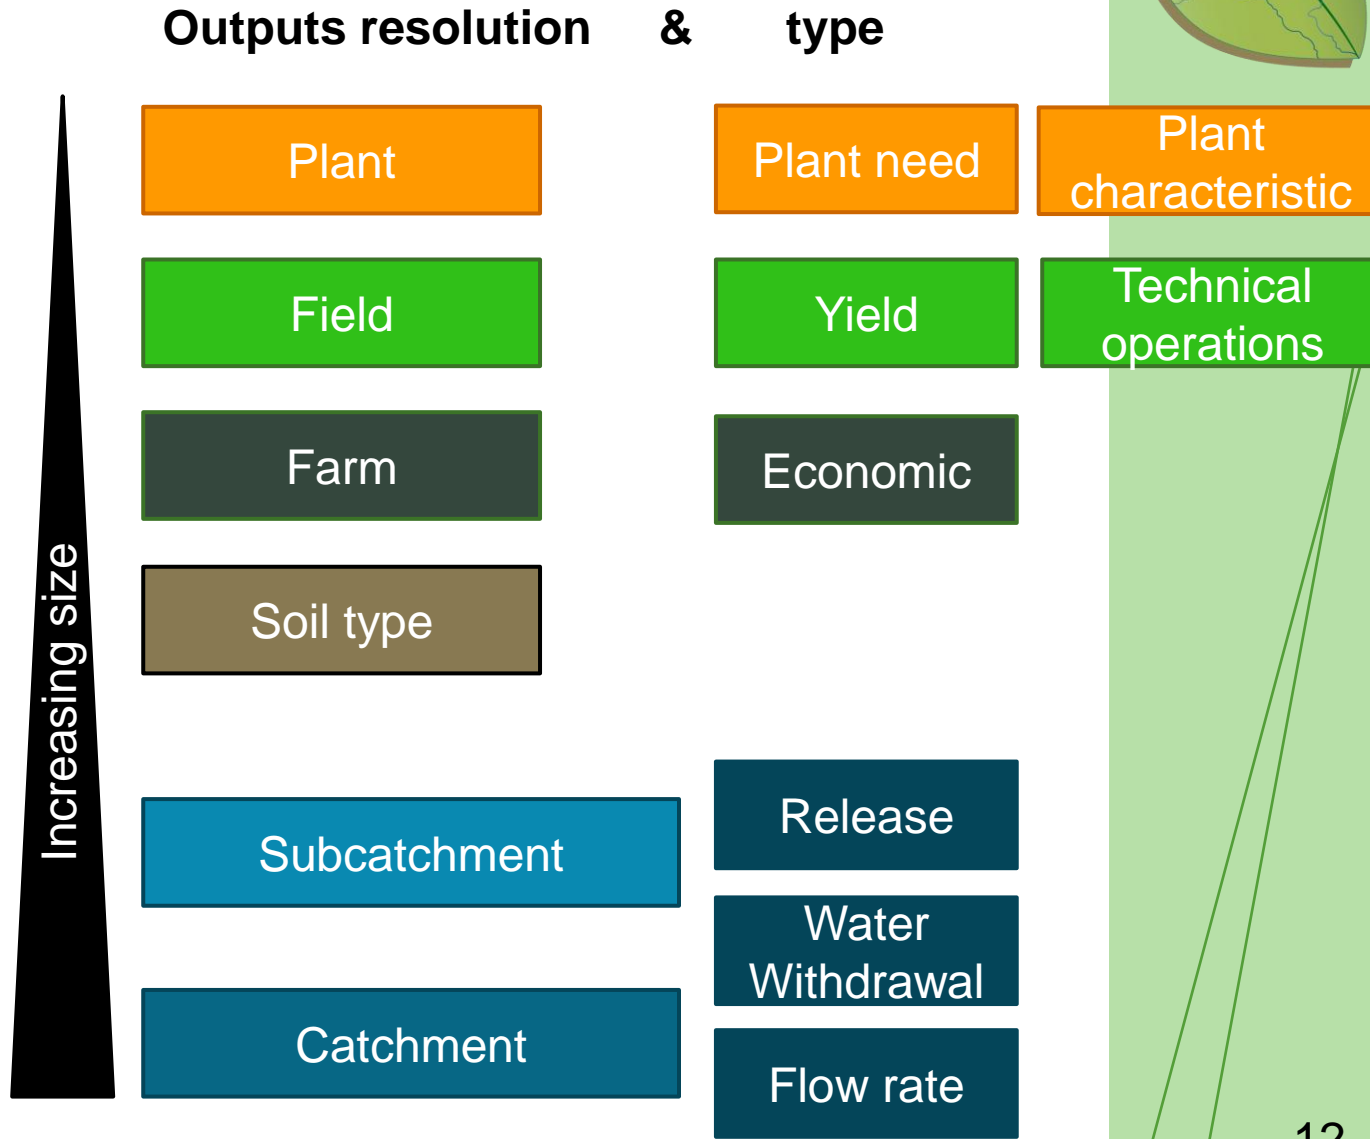 Outputs resolution & type
Plant
Plant need
Plant
characteristic
Field
Yield
Technical
operations
Farm
Economic
Soil type
Increasing size
Subcatchment
Release
Water
Withdrawal
Catchment
Flow rate
12